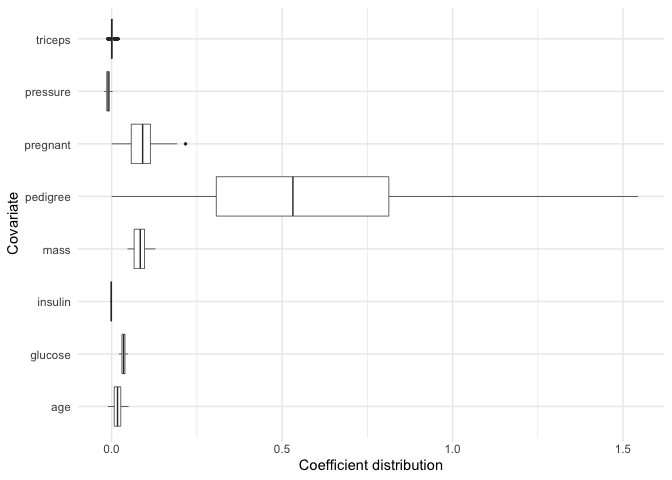 triceps
pressure
pregnant
pedigree
mass
insulin
glucose
age
Covariate
0.0
0.5
1.0
1.5
Coefficient distribution